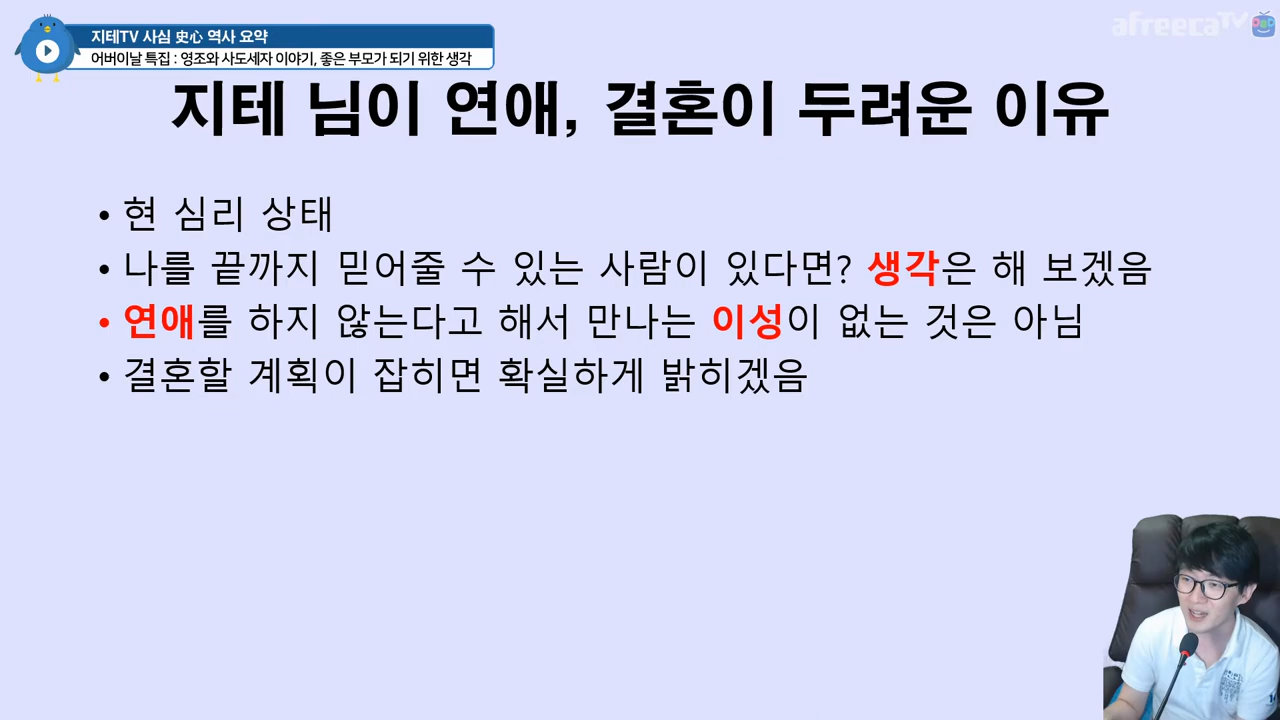 지테TV 사심 史心 역사 요약
어버이날 특집 : 영조와 사도세자 이야기, 좋은 부모가 되기 위한 생각
afreecaTV
지테 님이 연애, 결혼이 두려운 이유
• 현 심리 상태
• 나를 끝까지 믿어줄 수 있는 사람이 있다면? 생각은 해 보겠음
• 연애를 하지 않는다고 해서 만나는 이성이 없는 것은 아님
• 결혼할 계획이 잡히면 확실하게 밝히겠음